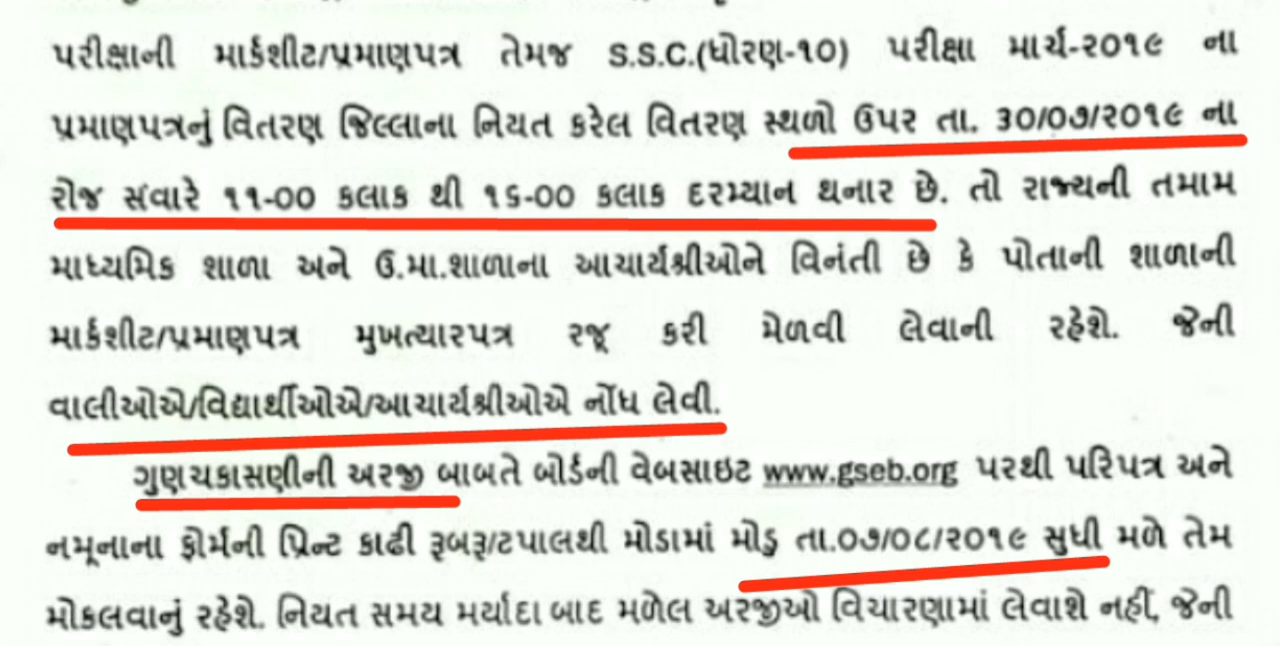 પરીક્ષાની માર્કશીટ/પ્રમાણપત્ર તેમજ S.S.C.(ધોરણ-૧૦) પરીક્ષા માર્ચ-૨૦૧૯ ના
પ્રમાણપત્રનું વિતરણ જિલ્લાના નિયત કરેલ વિતરણ સ્થળો ઉપર તા. ૩૦/૦૭/૨૦૧૯ ના
રોજ સવારે ૧૧-૦૦ કલાક થી ૧૬-૦૦ કલાક દરમ્યાન થનાર છે. તો રાજ્યની તમામ
માધ્યમિક શાળા અને ઉ.મા.શાળાના આચાર્યશ્રીઓને વિનંતી છે કે પોતાની શાળાની
માર્કશીટ/પ્રમાણપત્ર મુખત્યારપત્ર રજૂ કરી મેળવી લેવાની રહેશે. જેની
વાલીઓએ/વિદ્યાર્થીઓએ/આચાર્યશ્રીઓએ નોંધ લેવી.
ગુણચકાસણીની અરજી બાબતે બોર્ડની વેબસાઇટ www.gseb.org પરથી પરિપત્ર અને
નમૂનાના ફોર્મની પ્રિન્ટ કાઢી રૂબરૂ/ટપાલથી મોડામાં મોડુ તા.૦૭/૦૮/૨૦૧૯ સુધી મળે તેમ
મોકલવાનું રહેશે. નિયત સમય મર્યાદા બાદ મળેલ અરજીઓ વિચારણામાં લેવાશે નહીં, જેની